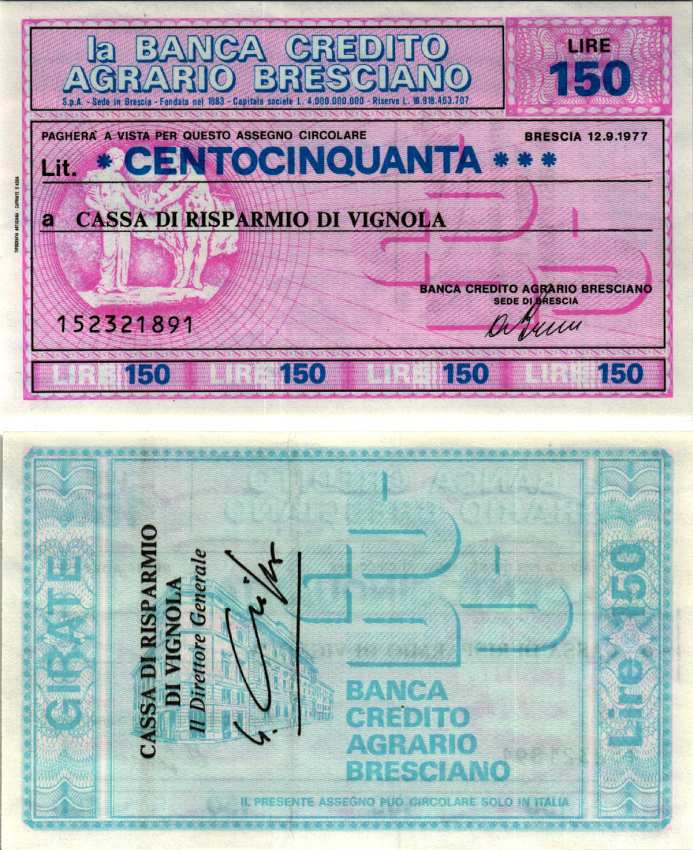 la BANCA CREDITO
AGRARIO BRESCIANO
S.p.A. - Sede in Brescia - Fondata nel 1883 - Capitale sociale L. 4.000.000.000 - Riserve L. 18.918.463.707
LIRE
150
PAGHERA' A VISTA PER QUESTO ASSEGNO CIRCOLARE
BRESCIA 12.9.1977
Lit. * CENTOCINQUANTA * * *
a CASSA DI RISPARMIO DI VIGNOLA
BANCA CREDITO AGRARIO BRESCIANO
SEDE DI BRESCIA
152321891
LIRE 150 LIRE 150 LIRE 150 LIRE 150
GIRATE
CASSA DI RISPARMIO
DI VIGNOLA
Il Direttore Generale
BANCA
CREDITO
AGRARIO
BRESCIANO
IL PRESENTE ASSEGNO PUÒ CIRCOLARE SOLO IN ITALIA
Lire 150